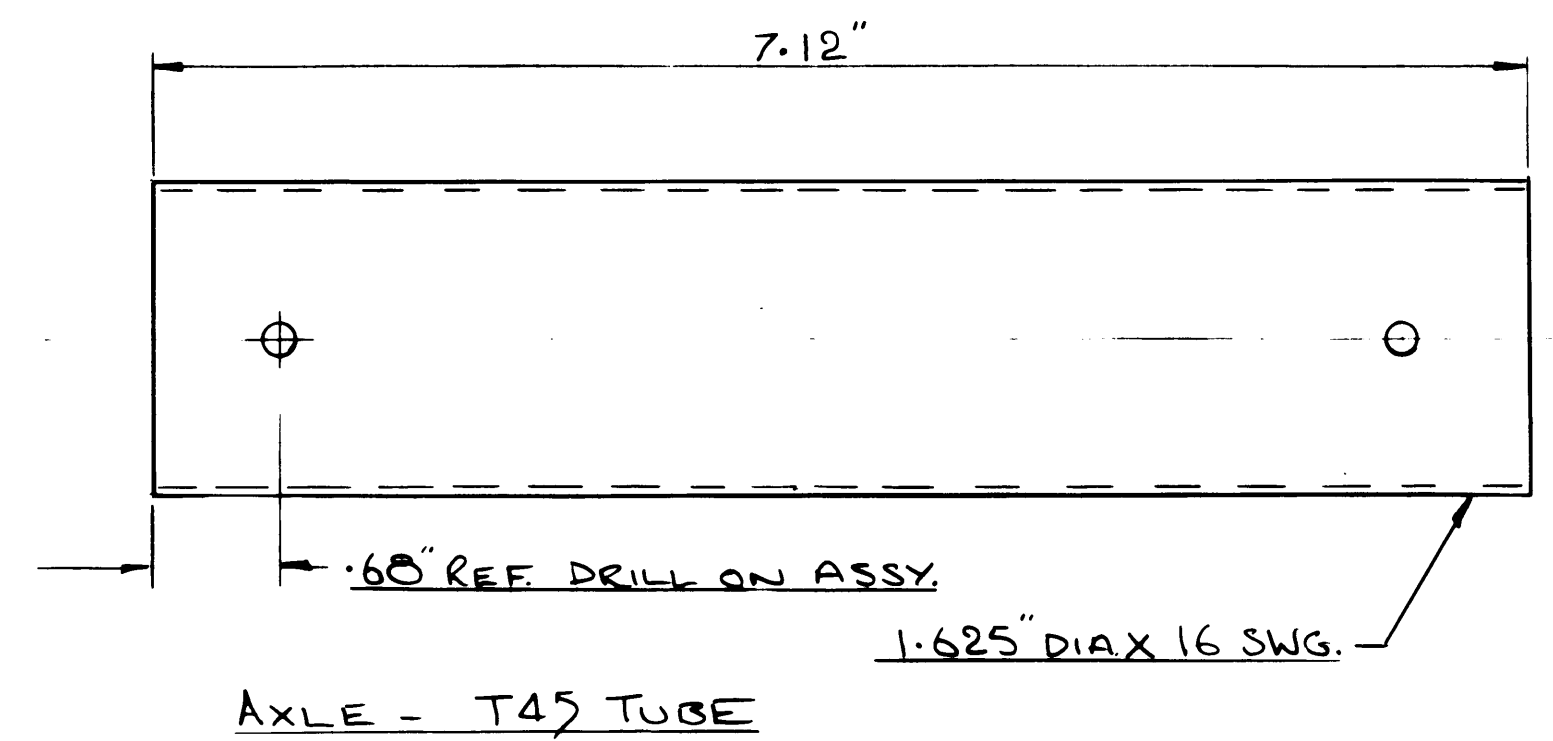 7.12"
.68" REF. DRILL ON ASSY.
1.625" DIA. X 16 SWG.
AXLE - T45 TUBE